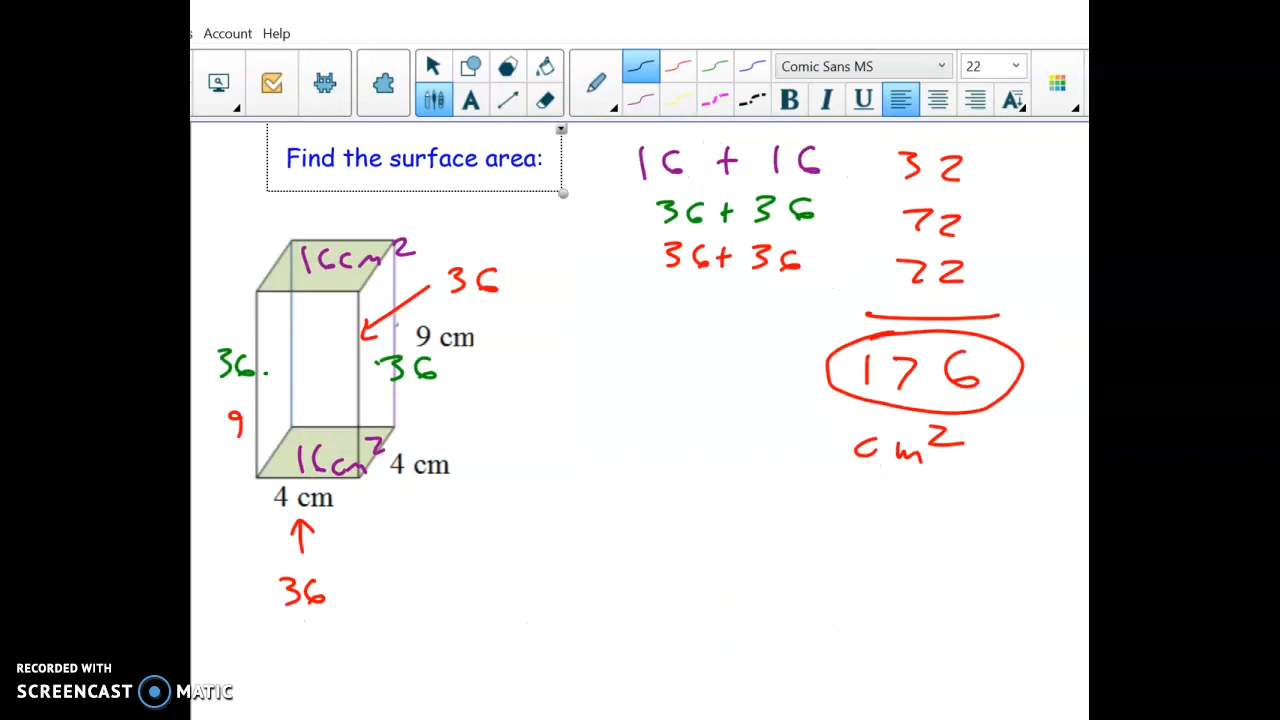 Account Help
Comic Sans MS 22
B I U A
A
Find the surface area:
16 + 16
36 + 36
36 + 36
32
72
72
176
cm²
16cm²
36
9 cm
36
36
9
16cm²
4 cm
4 cm
36
RECORDED WITH
SCREENCAST MATIC